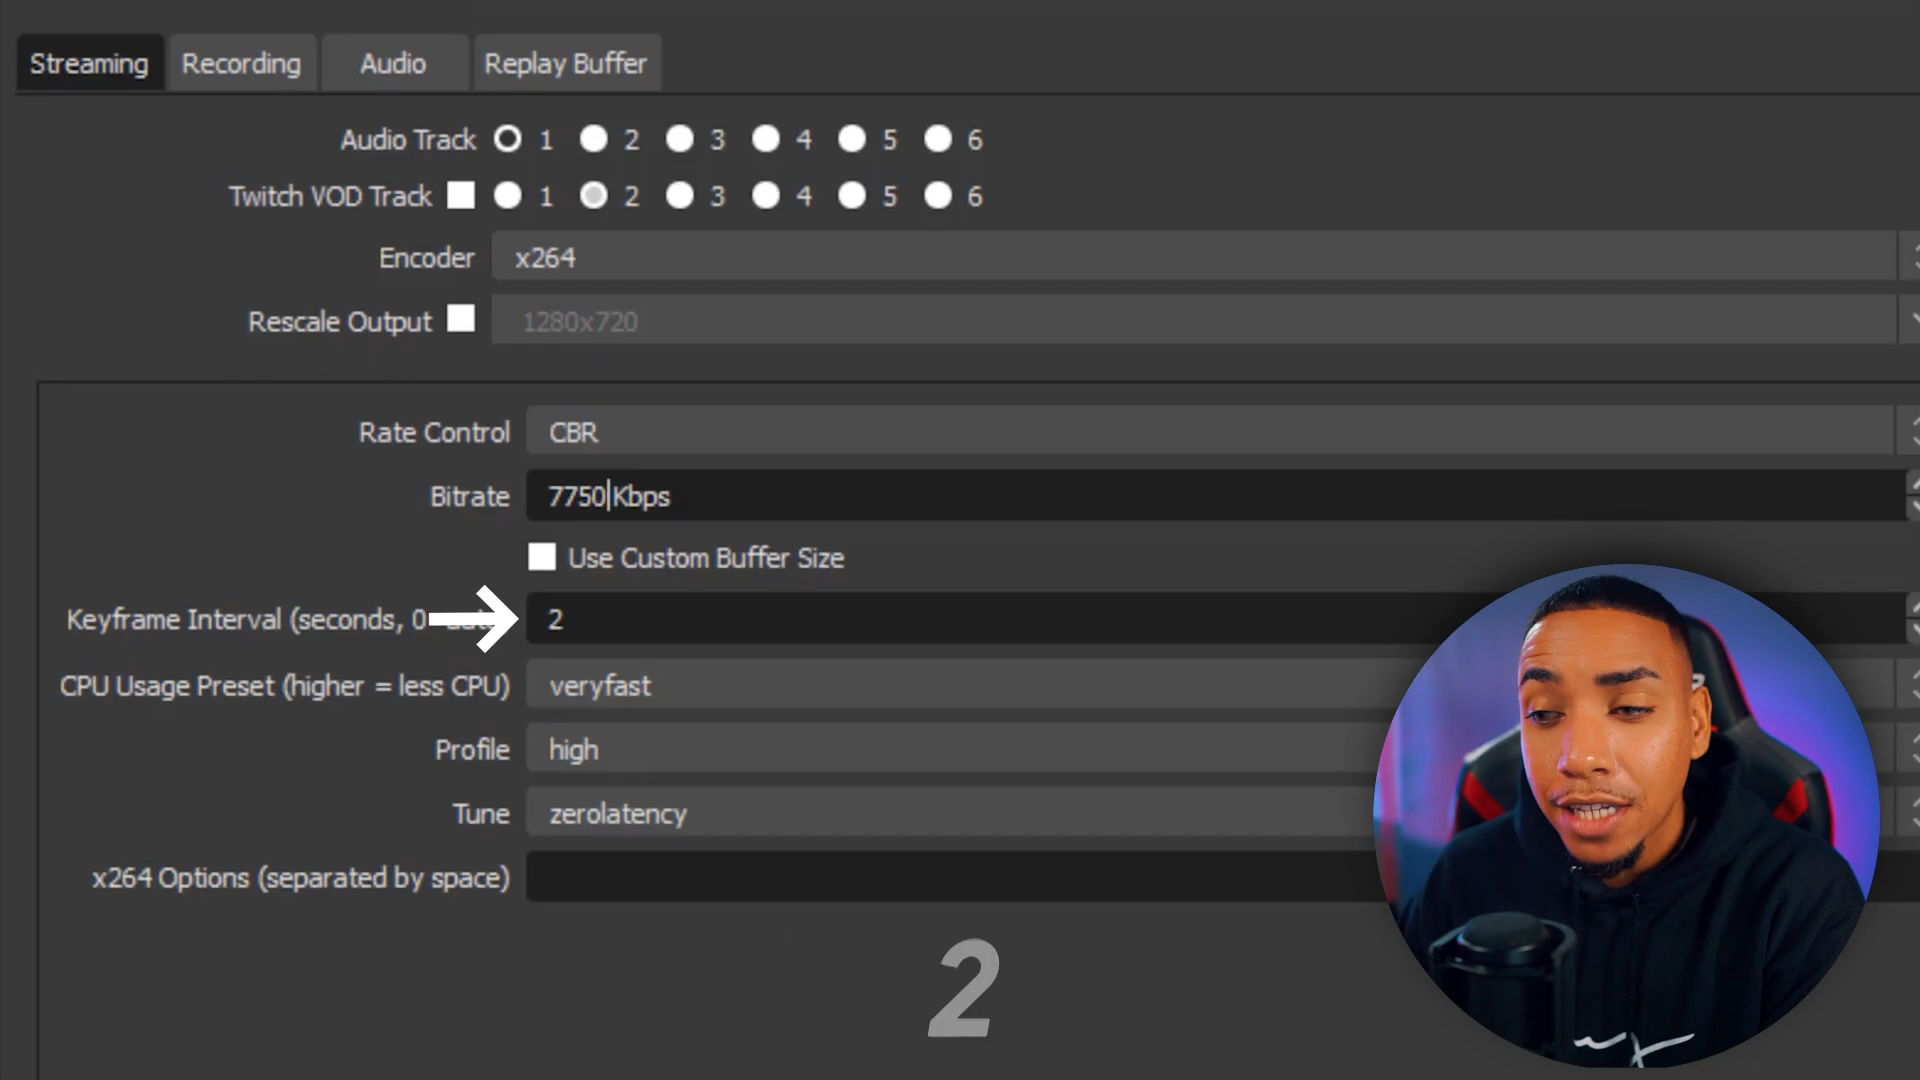 Streaming Recording Audio Replay Buffer
Audio Track 1 2 3 4 5 6
Twitch VOD Track 1 2 3 4 5 6
Encoder x264
Rescale Output 1280x720
Rate Control CBR
Bitrate 7750 Kbps
Use Custom Buffer Size
Keyframe Interval (seconds, 0 2
CPU Usage Preset (higher = less CPU) veryfast
Profile high
Tune zerolatency
x264 Options (separated by space)
2